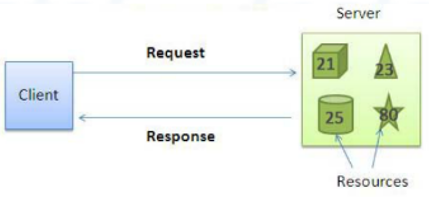 Server
Request
21
23
Client
25
80
Response
Resources